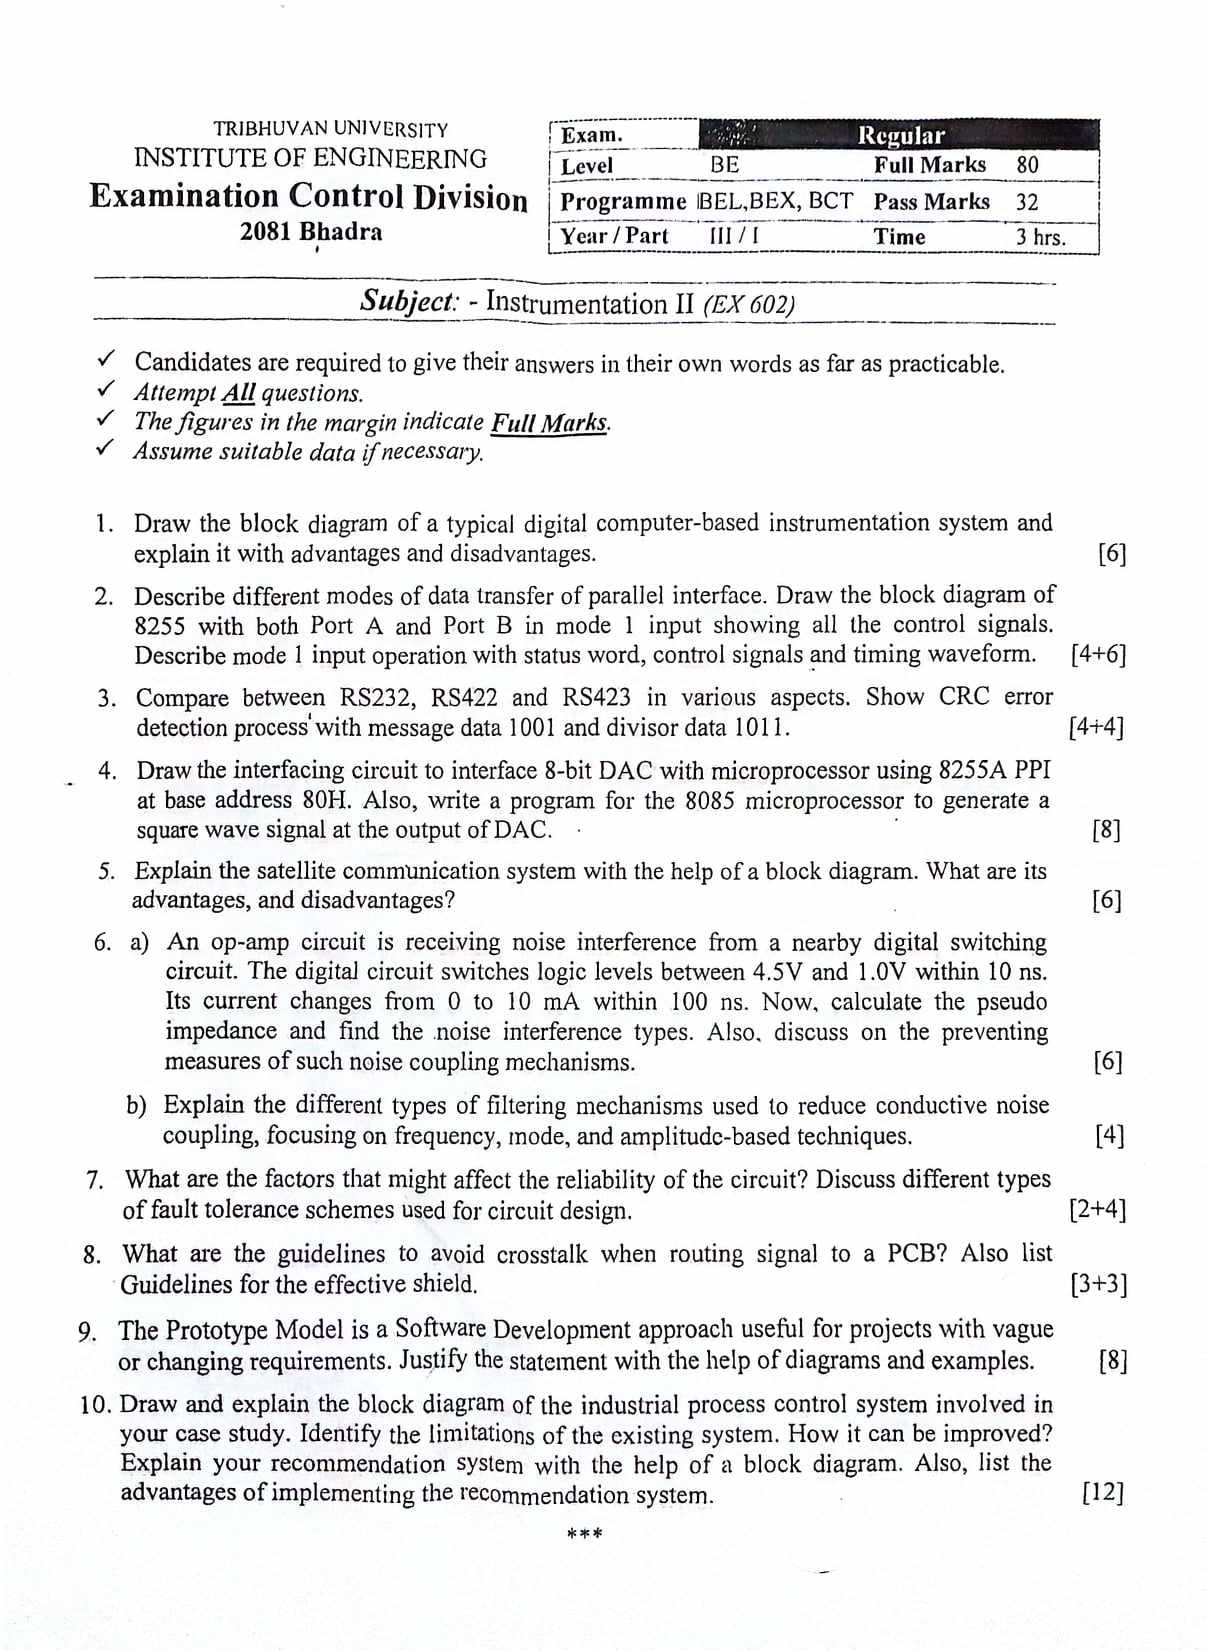 TRIBHUVAN UNIVERSITY
INSTITUTE OF ENGINEERING
Examination Control Division
2081 Bhadra
Exam. Regular
Level BE Full Marks 80
Programme BEL,BEX, BCT Pass Marks 32
Year / Part III / I Time 3 hrs.
Subject: - Instrumentation II (EX 602)
✓ Candidates are required to give their answers in their own words as far as practicable.
✓ Attempt All questions.
✓ The figures in the margin indicate Full Marks.
✓ Assume suitable data if necessary.
1. Draw the block diagram of a typical digital computer-based instrumentation system and
explain it with advantages and disadvantages. [6]
2. Describe different modes of data transfer of parallel interface. Draw the block diagram of
8255 with both Port A and Port B in mode 1 input showing all the control signals.
Describe mode 1 input operation with status word, control signals and timing waveform. [4+6]
3. Compare between RS232, RS422 and RS423 in various aspects. Show CRC error
detection process with message data 1001 and divisor data 1011. [4+4]
4. Draw the interfacing circuit to interface 8-bit DAC with microprocessor using 8255A PPI
at base address 80H. Also, write a program for the 8085 microprocessor to generate a
square wave signal at the output of DAC. [8]
5. Explain the satellite communication system with the help of a block diagram. What are its
advantages, and disadvantages? [6]
6. a) An op-amp circuit is receiving noise interference from a nearby digital switching
circuit. The digital circuit switches logic levels between 4.5V and 1.0V within 10 ns.
Its current changes from 0 to 10 mA within 100 ns. Now, calculate the pseudo
impedance and find the noise interference types. Also, discuss on the preventing
measures of such noise coupling mechanisms. [6]
b) Explain the different types of filtering mechanisms used to reduce conductive noise
coupling, focusing on frequency, mode, and amplitude-based techniques. [4]
7. What are the factors that might affect the reliability of the circuit? Discuss different types
of fault tolerance schemes used for circuit design. [2+4]
8. What are the guidelines to avoid crosstalk when routing signal to a PCB? Also list
Guidelines for the effective shield. [3+3]
9. The Prototype Model is a Software Development approach useful for projects with vague
or changing requirements. Justify the statement with the help of diagrams and examples. [8]
10. Draw and explain the block diagram of the industrial process control system involved in
your case study. Identify the limitations of the existing system. How it can be improved?
Explain your recommendation system with the help of a block diagram. Also, list the
advantages of implementing the recommendation system. [12]
***